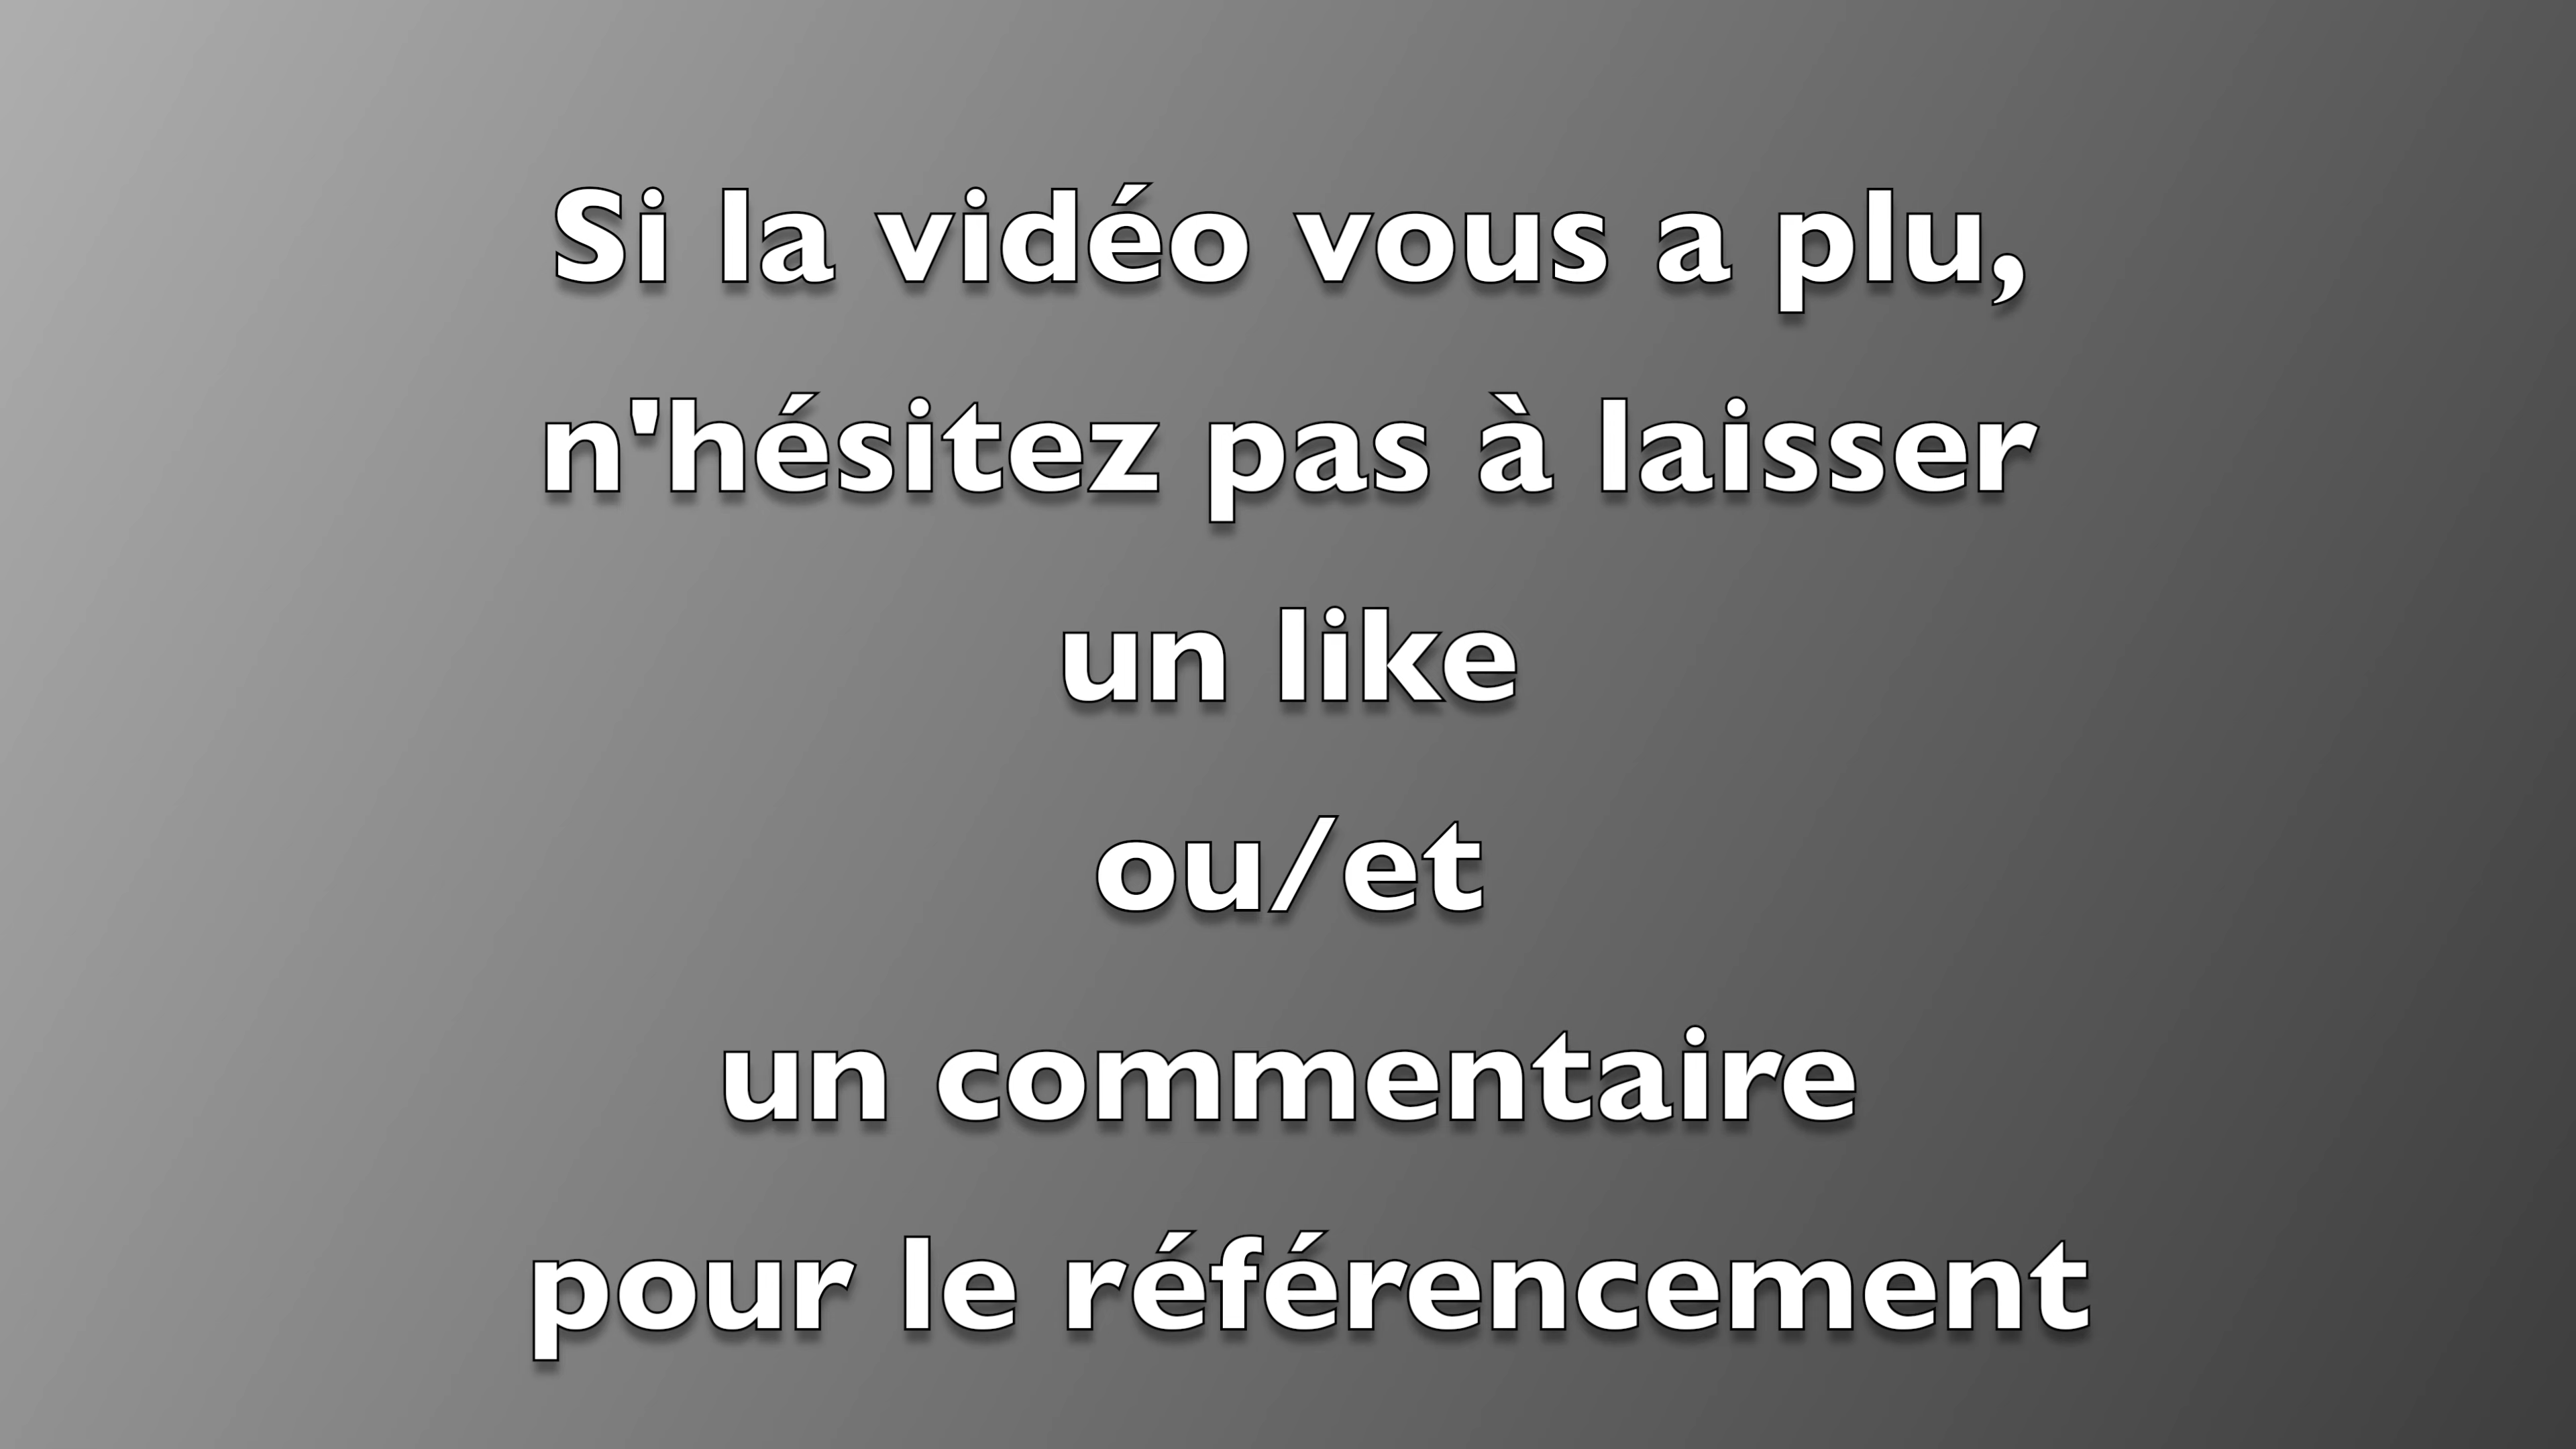 Si la vidéo vous a plu,
n'hésitez pas à laisser
un like
ou/et
un commentaire
pour le référencement